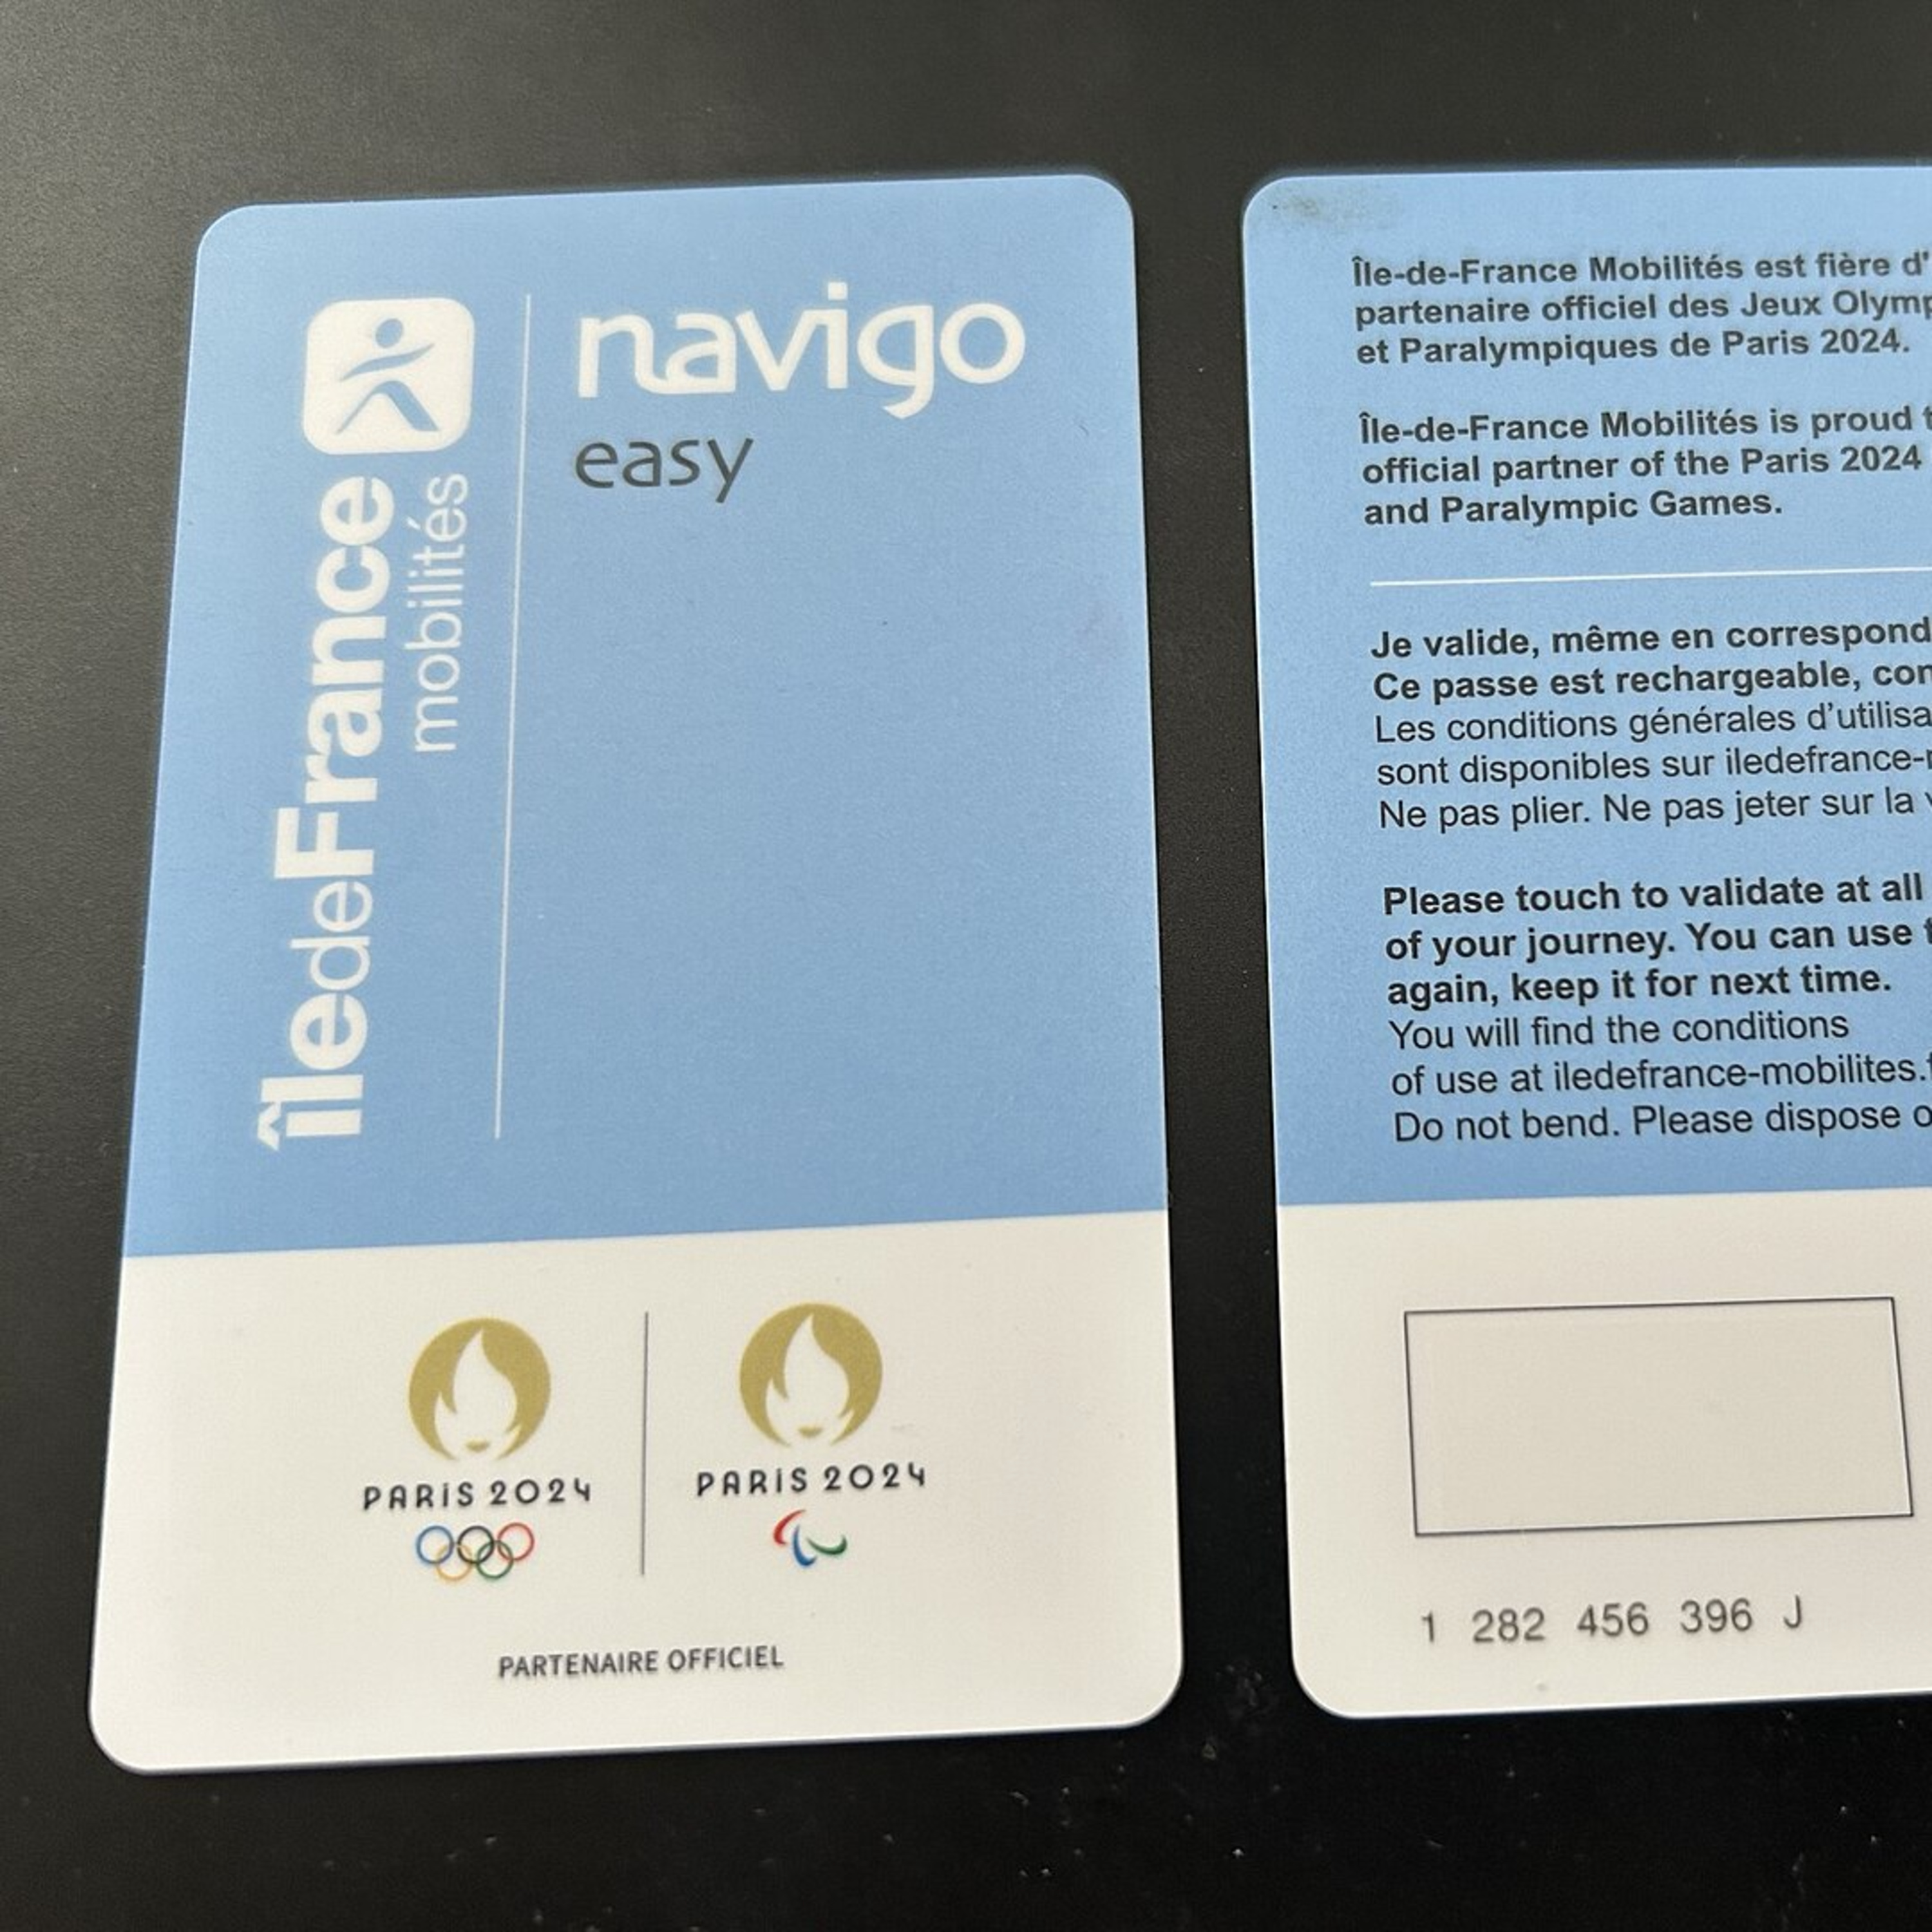 îledeFrance
mobilités
navigo
easy
PARIS 2024
PARIS 2024
PARTENAIRE OFFICIEL
Île-de-France Mobilités est fière d'
partenaire officiel des Jeux
et Paralympiques de Paris 2024.
Île-de-France Mobilités is proud
official partner of the Paris 2024
and Paralympic Games.
Je valide, même en
Ce passe est rechargeable,
Les conditions générales
sont disponibles sur
Ne pas plier. Ne pas jeter sur la
Please touch to validate at all
of your journey. You can use
again, keep it for next time.
You will find the conditions
of use at iledefrance-mobilites.
Do not bend. Please dispose
1 282 456 396 J